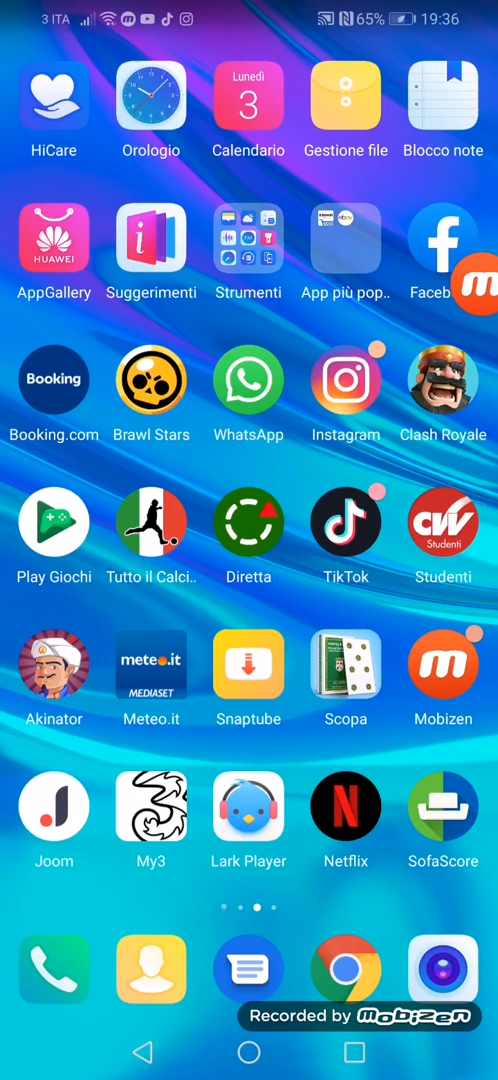 3 ITA 65% 19:36
Lunedì
3
HiCare Orologio Calendario Gestione file Blocco note
HUAWEI
amazon ebay
AppGallery Suggerimenti Strumenti App più pop.. Faceb
Booking
Booking.com Brawl Stars WhatsApp Instagram Clash Royale
CVV
Studenti
Play Giochi Tutto il Calci.. Diretta TikTok Studenti
meteo.it
MEDIASET
Akinator Meteo.it Snaptube Scopa Mobizen
Joom My3 Lark Player Netflix SofaScore
Recorded by Mobizen